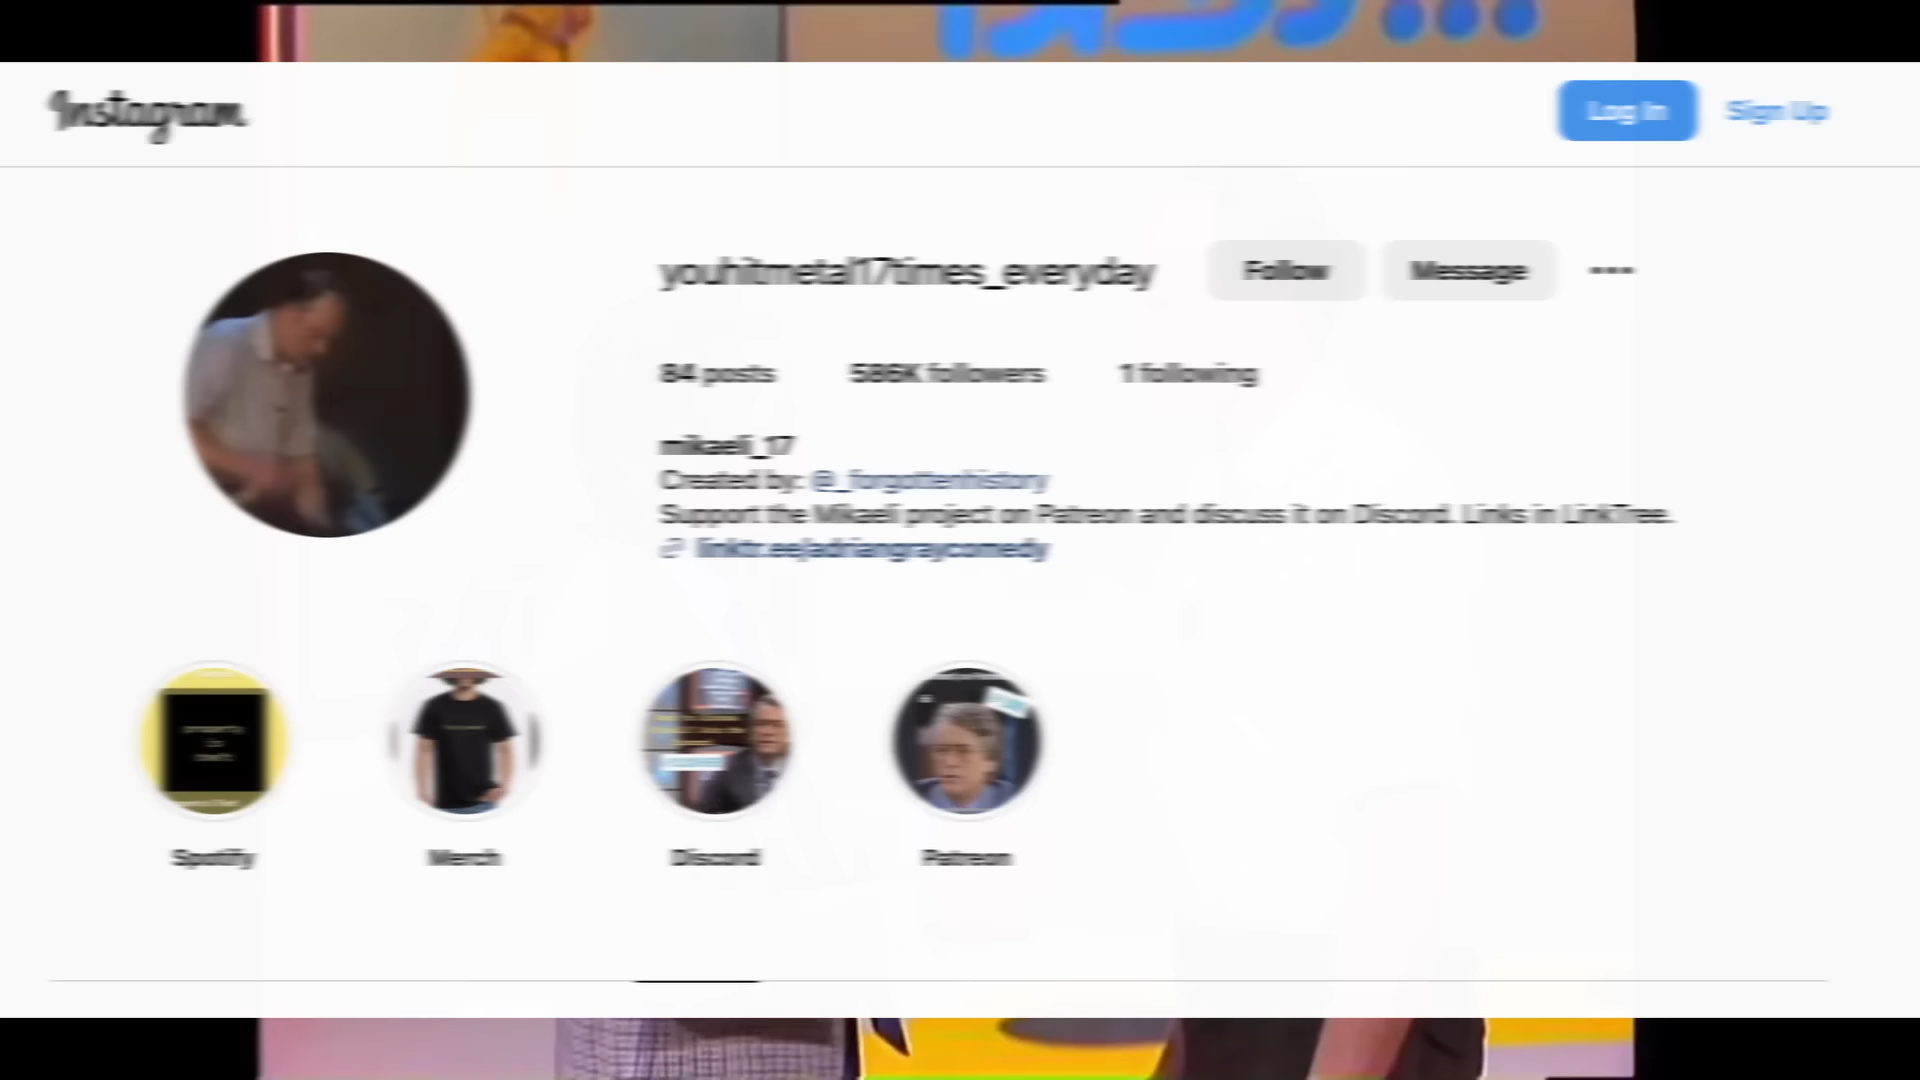 Instagram
Log In
Sign Up
youhitmetal17times_everyday
Follow
Message
84 posts
586K followers
1 following
mikaeli_17
Created by: @_forgottenhistory
Support the Mikaeli project on Patreon and discuss it on Discord. Links in LinkTree.
linktr.ee/adriangraycomedy
Spotify
Merch
Discord
Patreon